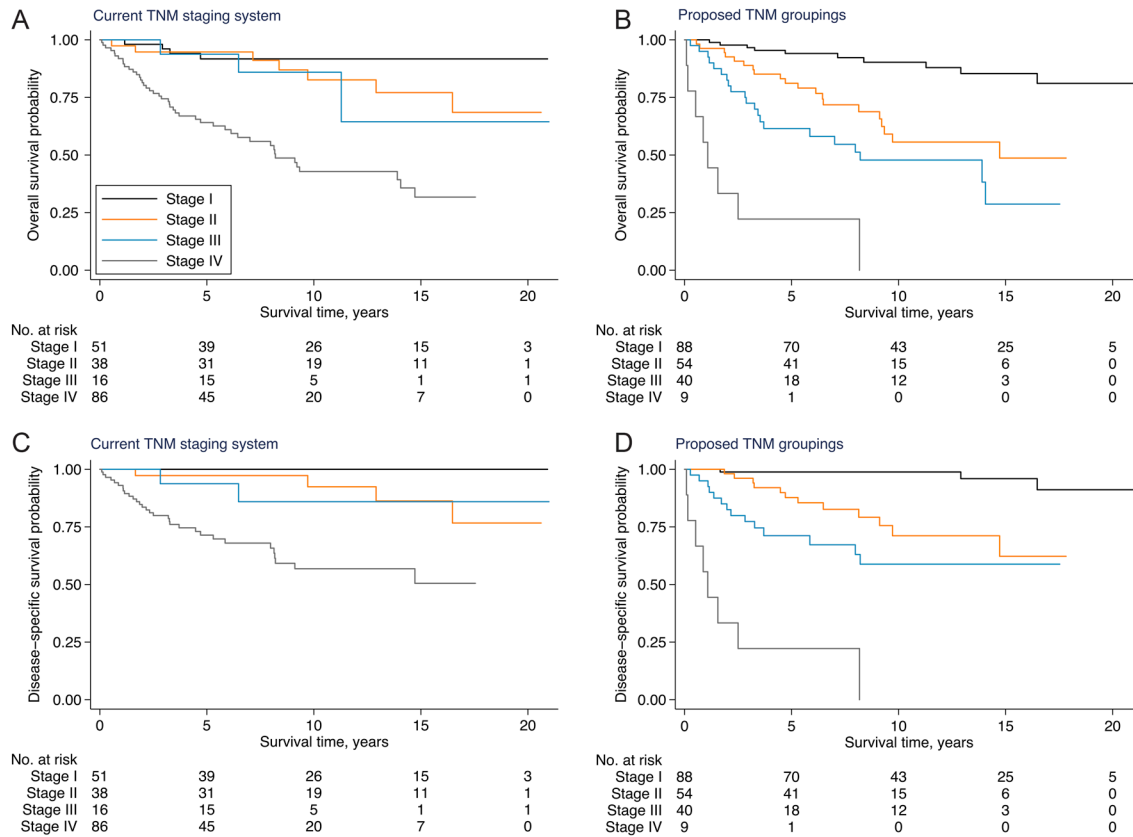 A
Current TNM staging system
Overall survival probability
1.00
0.75
0.50
0.25
0.00
Stage I
Stage II
Stage III
Stage IV
0 5 10 15 20
Survival time, years
No. at risk
Stage I 51 39 26 15 3
Stage II 38 31 19 11 1
Stage III 16 15 5 1 1
Stage IV 86 45 20 7 0
B
Proposed TNM groupings
Overall survival probability
1.00
0.75
0.50
0.25
0.00
0 5 10 15 20
Survival time, years
No. at risk
Stage I 88 70 43 25 5
Stage II 54 41 15 6 0
Stage III 40 18 12 3 0
Stage IV 9 1 0 0 0
C
Current TNM staging system
Disease–specific survival probability
1.00
0.75
0.50
0.25
0.00
0 5 10 15 20
Survival time, years
No. at risk
Stage I 51 39 26 15 3
Stage II 38 31 19 11 1
Stage III 16 15 5 1 1
Stage IV 86 45 20 7 0
D
Proposed TNM groupings
Disease–specific survival probability
1.00
0.75
0.50
0.25
0.00
0 5 10 15 20
Survival time, years
No. at risk
Stage I 88 70 43 25 5
Stage II 54 41 15 6 0
Stage III 40 18 12 3 0
Stage IV 9 1 0 0 0